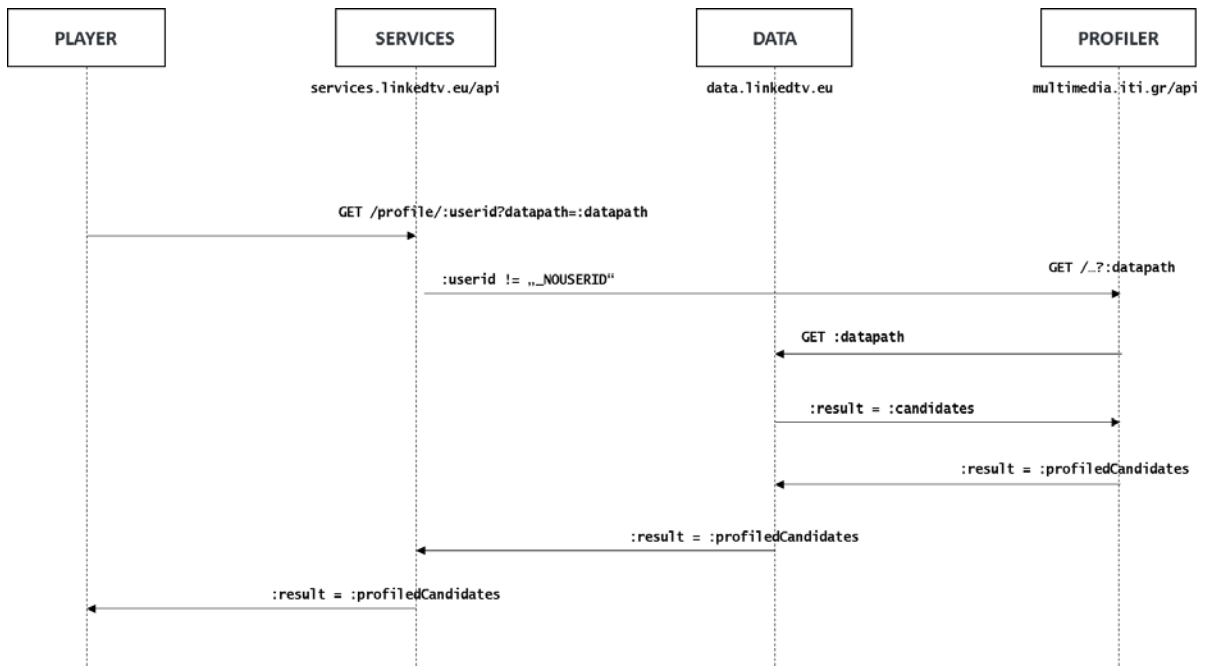 PLAYER
SERVICES
DATA
PROFILER
services.linkedtv.eu/api
data.linkedtv.eu
multimedia.iti.gr/api
GET /profile/:userid?datapath=:datapath
GET /…?:datapath
:userid != „_NOUSERID“
GET :datapath
:result = :candidates
:result = :profiledCandidates
:result = :profiledCandidates
:result = :profiledCandidates